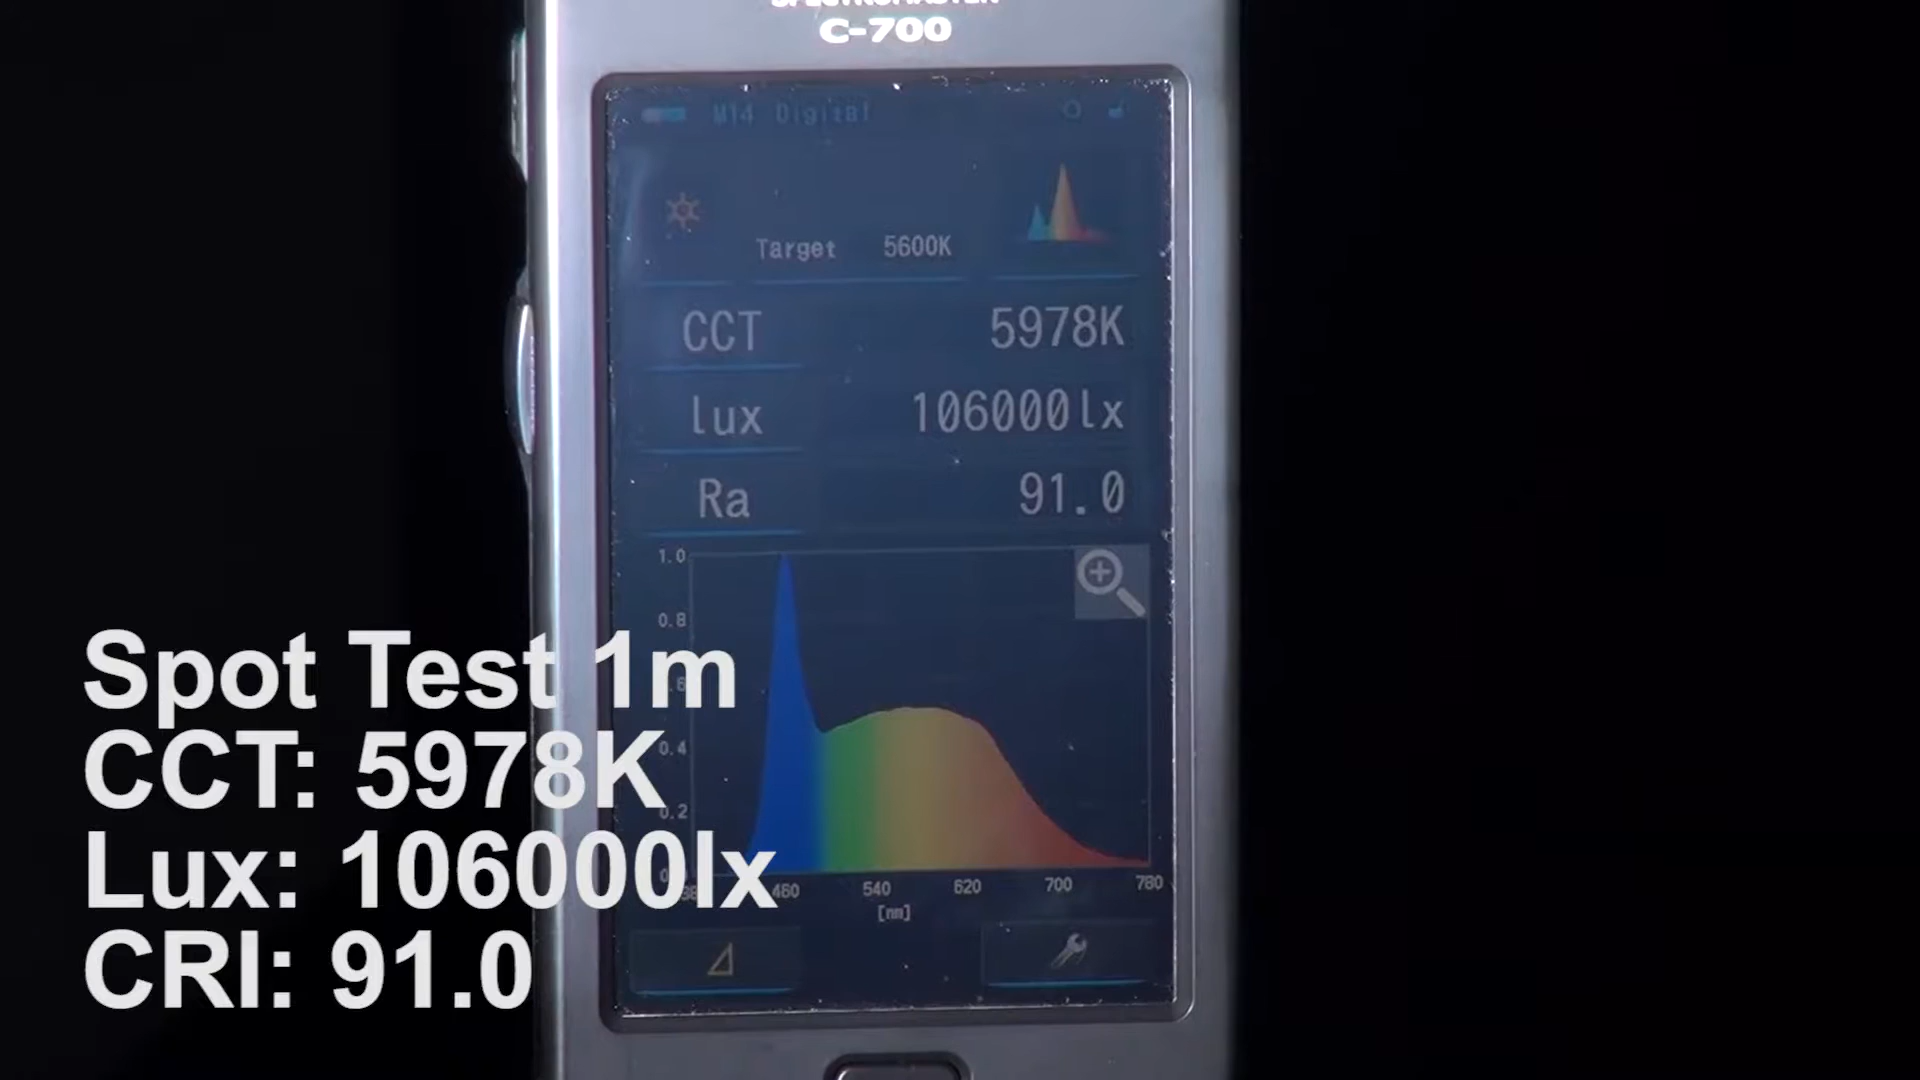 SPECTROMASTER
C-700
M14 Digital
Target 5600K
CCT 5978K
lux 106000lx
Ra 91.0
1.0
0.8
0.4
0.2
460 540 620 700 780
[nm]
Spot Test 1m
CCT: 5978K
Lux: 106000lx
CRI: 91.0